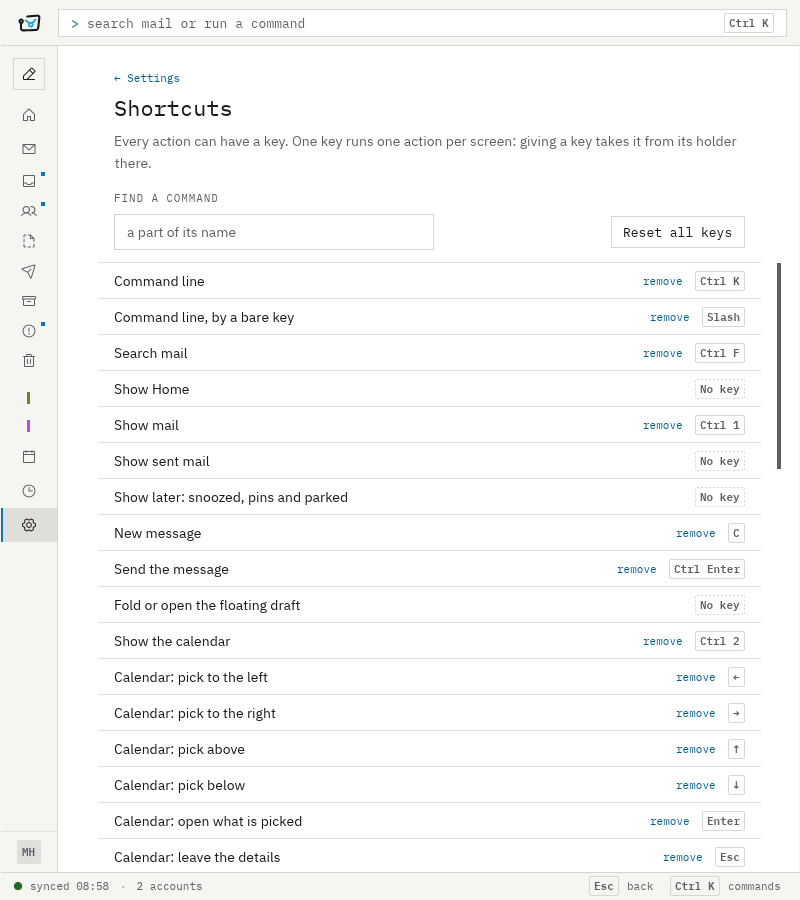 > search mail or run a command Ctrl K
← Settings
Shortcuts
Every action can have a key. One key runs one action per screen: giving a key takes it from its holder
there.
FIND A COMMAND
a part of its name Reset all keys
Command line remove Ctrl K
Command line, by a bare key remove Slash
Search mail remove Ctrl F
Show Home No key
Show mail remove Ctrl 1
Show sent mail No key
Show later: snoozed, pins and parked No key
New message remove C
Send the message remove Ctrl Enter
Fold or open the floating draft No key
Show the calendar remove Ctrl 2
Calendar: pick to the left remove ←
Calendar: pick to the right remove →
Calendar: pick above remove ↑
Calendar: pick below remove ↓
Calendar: open what is picked remove Enter
Calendar: leave the details remove Esc
MH
synced 08:58 · 2 accounts Esc back Ctrl K commands